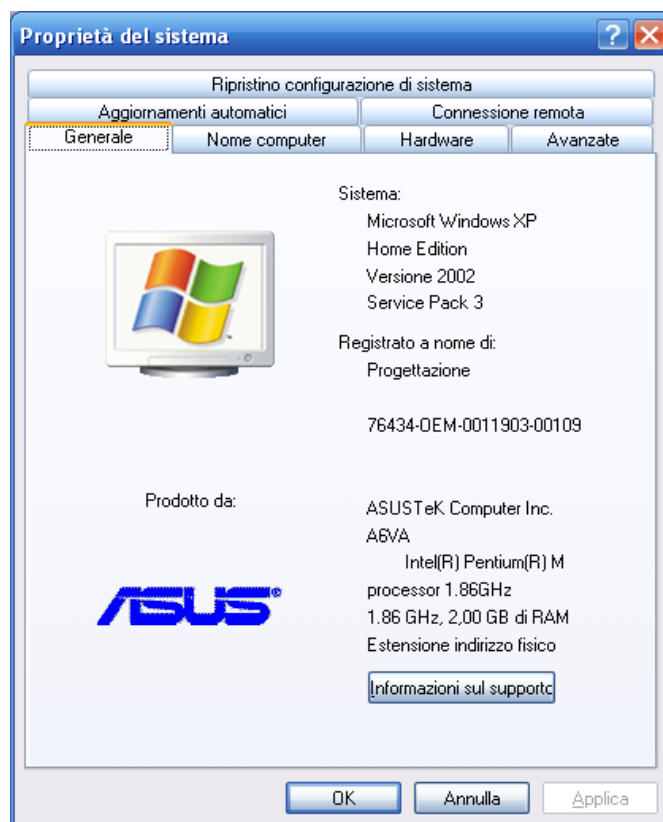 Proprietà del sistema
Ripristino configurazione di sistema
Aggiornamenti automatici
Connessione remota
Generale
Nome computer
Hardware
Avanzate
Sistema:
Microsoft Windows XP
Home Edition
Versione 2002
Service Pack 3
Registrato a nome di:
Progettazione
76434-OEM-0011903-00109
Prodotto da:
ASUSTeK Computer Inc.
A6VA
Intel(R) Pentium(R) M
processor 1.86GHz
1.86 GHz, 2,00 GB di RAM
Estensione indirizzo fisico
ASUS®
Informazioni sul supporto
OK
Annulla
Applica